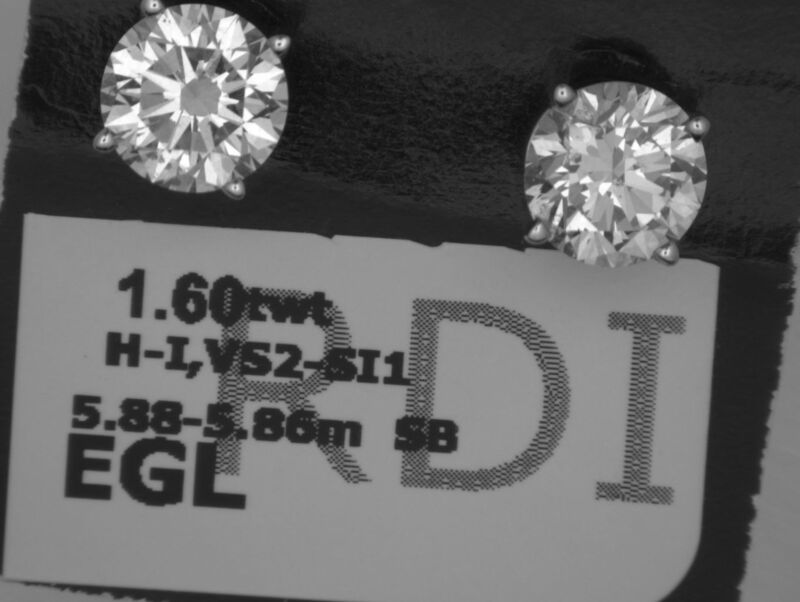 1.60twt
H-I,VS2-SI1
5.88-5.86m SB
EGL
RDI